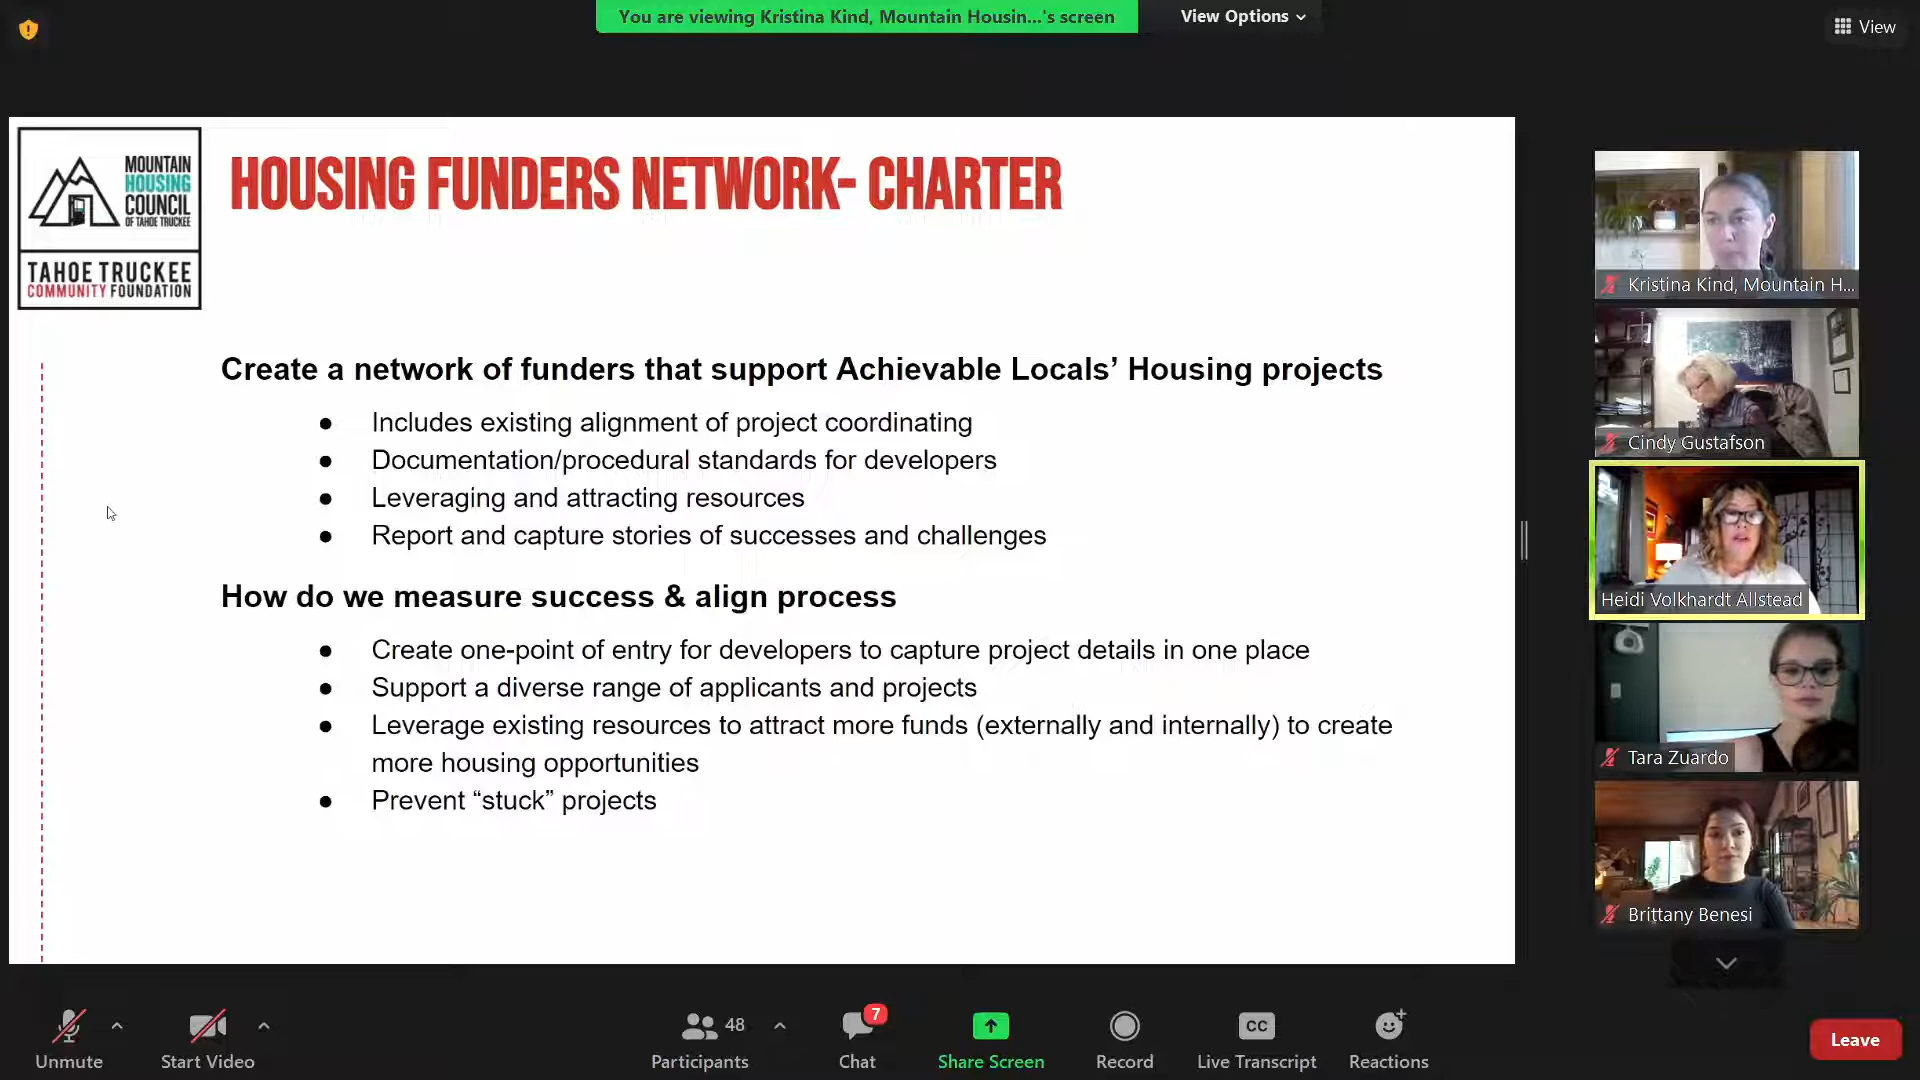 You are viewing Kristina Kind, Mountain Housin...'s screen
View Options
View
MOUNTAIN
HOUSING
COUNCIL
OF TAHOE TRUCKEE
TAHOE TRUCKEE
COMMUNITY FOUNDATION
HOUSING FUNDERS NETWORK- CHARTER
Create a network of funders that support Achievable Locals’ Housing projects
● Includes existing alignment of project coordinating
● Documentation/procedural standards for developers
● Leveraging and attracting resources
● Report and capture stories of successes and challenges
How do we measure success & align process
● Create one-point of entry for developers to capture project details in one place
● Support a diverse range of applicants and projects
● Leverage existing resources to attract more funds (externally and internally) to create
more housing opportunities
● Prevent “stuck” projects
Kristina Kind, Mountain H...
Cindy Gustafson
Heidi Volkhardt Allstead
Tara Zuardo
Brittany Benesi
Unmute
Start Video
48
Participants
7
Chat
Share Screen
Record
CC
Live Transcript
Reactions
Leave